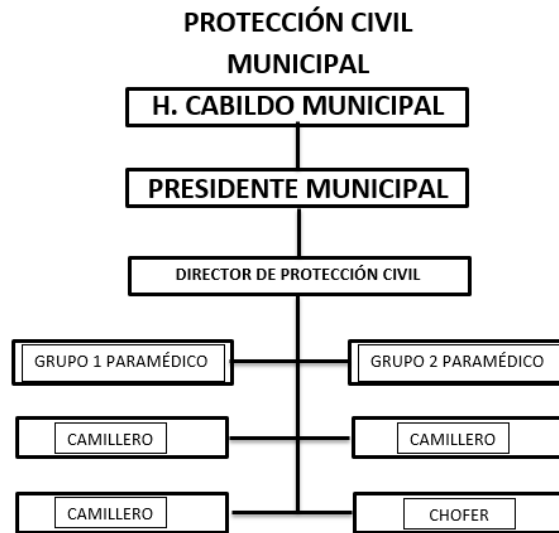 PROTECCIÓN CIVIL
MUNICIPAL
H. CABILDO MUNICIPAL
PRESIDENTE MUNICIPAL
DIRECTOR DE PROTECCIÓN CIVIL
GRUPO 1 PARAMÉDICO
GRUPO 2 PARAMÉDICO
CAMILLERO
CAMILLERO
CAMILLERO
CHOFER